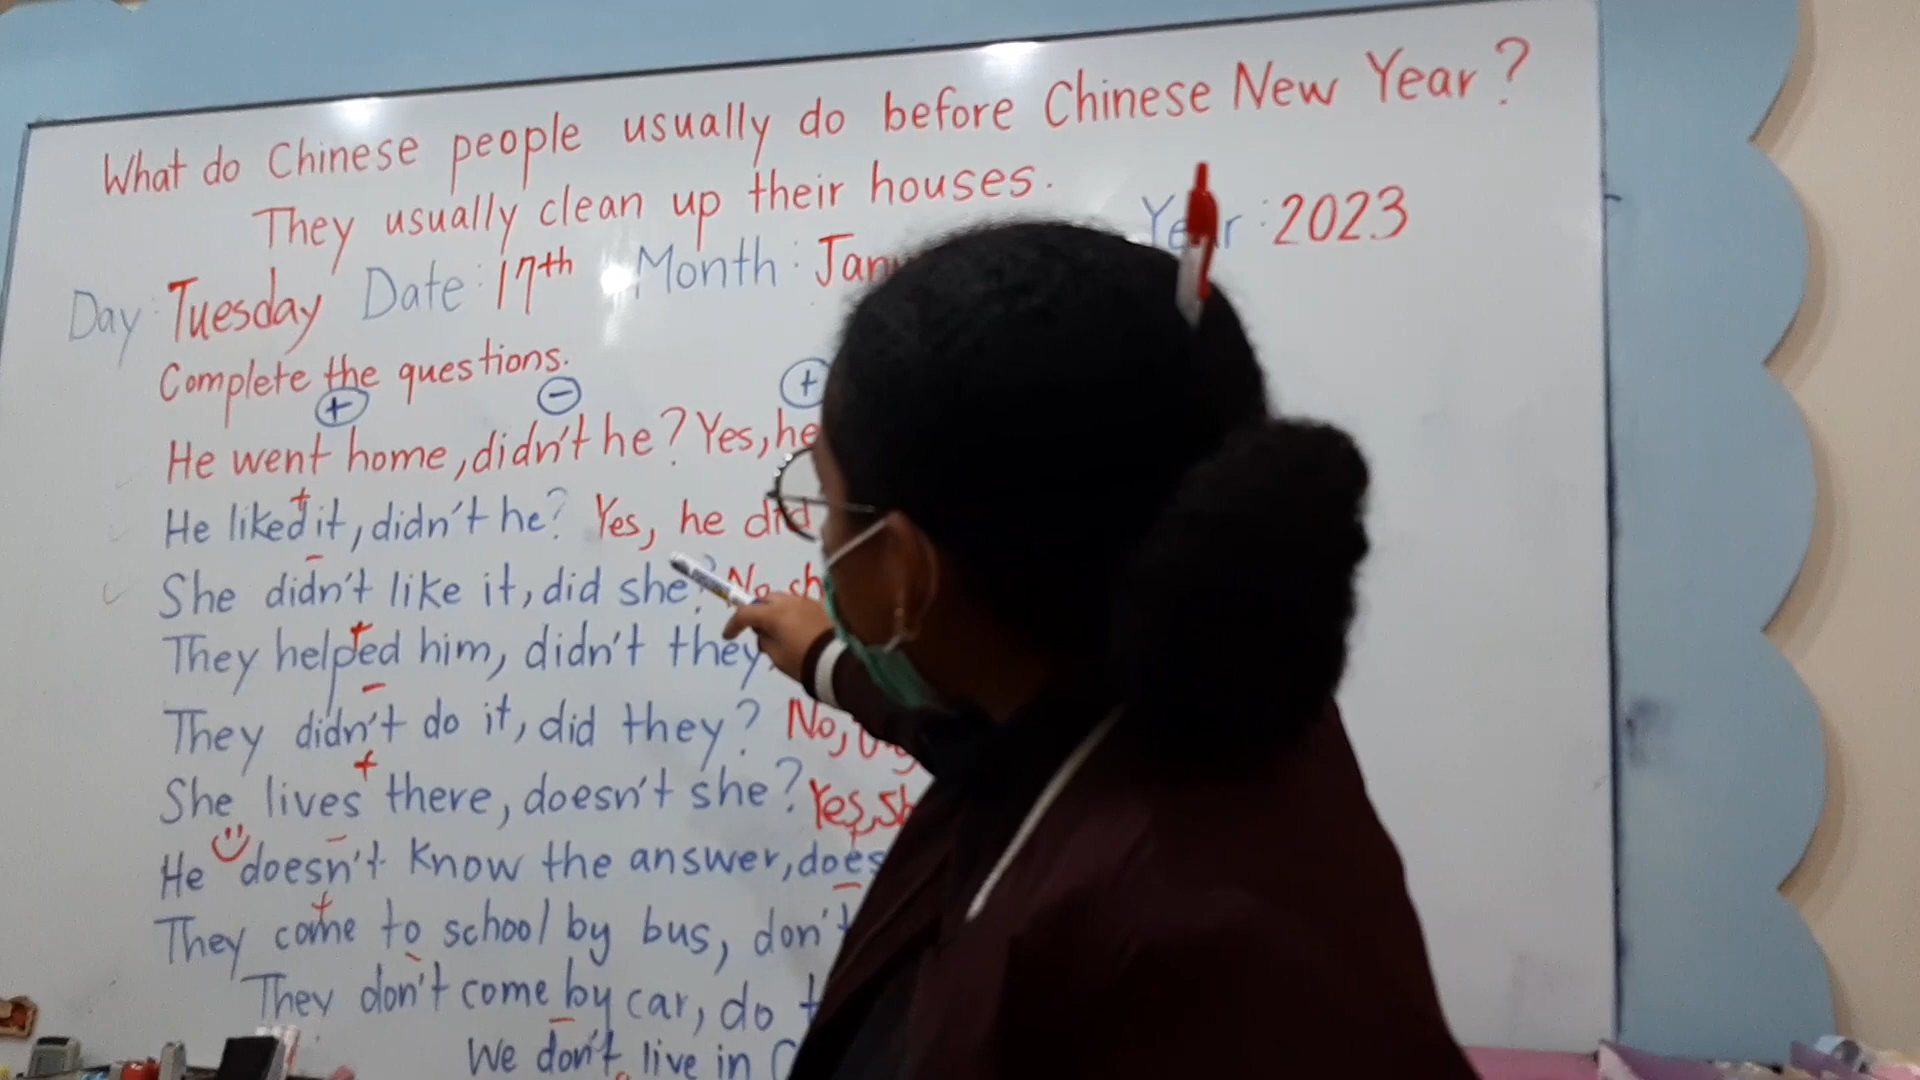 What do Chinese people usually do before Chinese New Year?
They usually clean up their houses.
Day: Tuesday Date: 17th Month: Janu Year: 2023
Complete the questions.
+ − +
He went home, didn't he? Yes, he
He liked it, didn't he? Yes, he did
She didn't like it, did she? No sh
They helped him, didn't they
They didn't do it, did they? No,
She lives there, doesn't she? Yes, sh
He doesn't know the answer, does
They come to school by bus, don't
They don't come by car, do t
We don't live in C